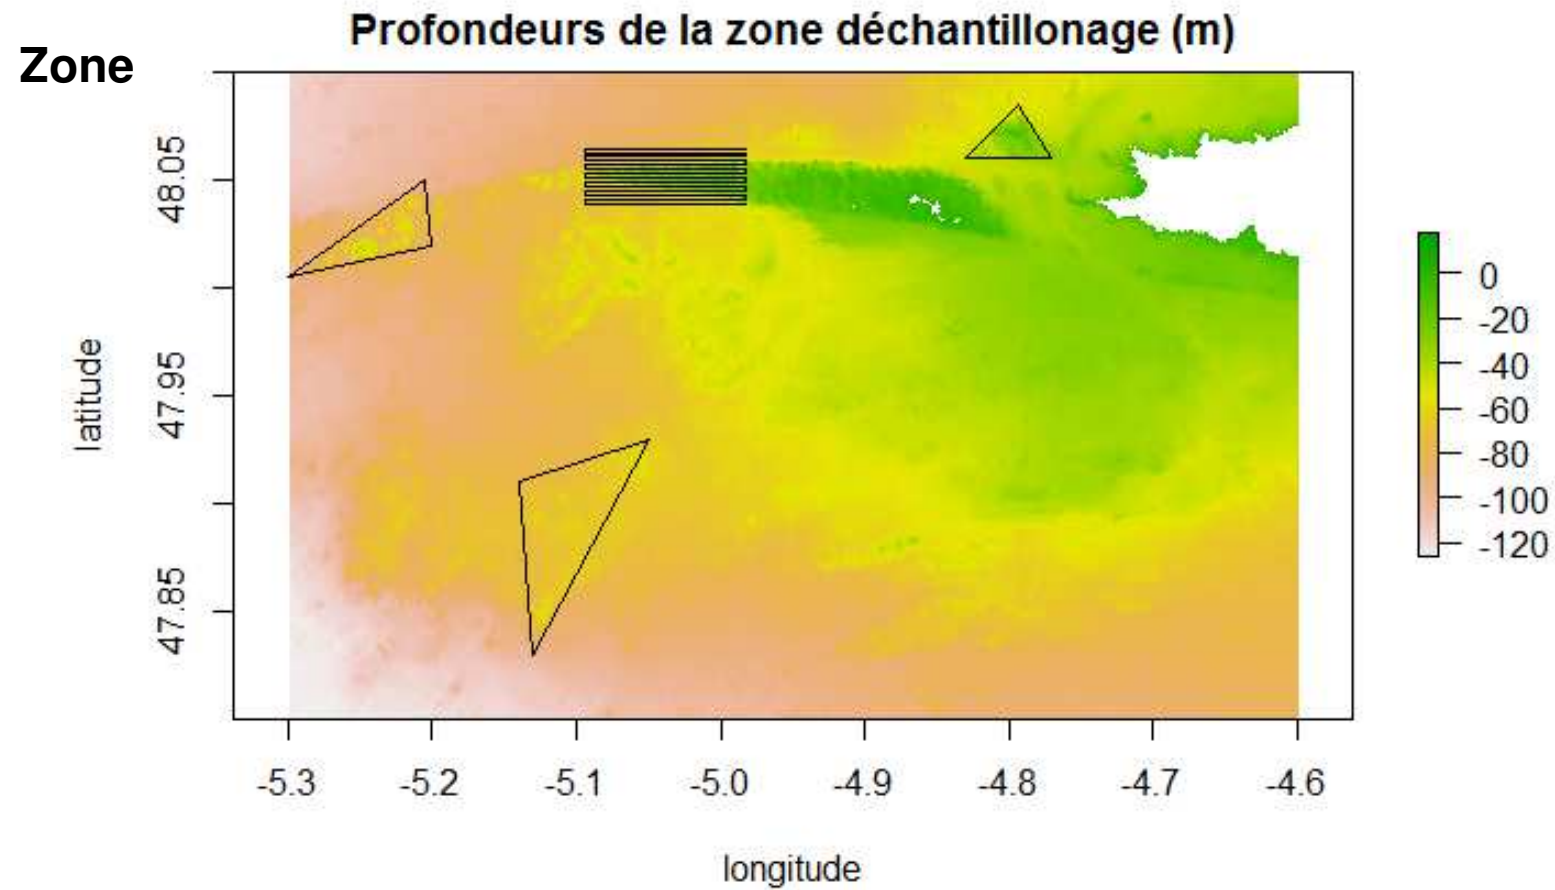 Profondeurs de la zone déchantillonage (m)
Zone
latitude
48.05
47.95
47.85
-5.3 -5.2 -5.1 -5.0 -4.9 -4.8 -4.7 -4.6
longitude
0
-20
-40
-60
-80
-100
-120